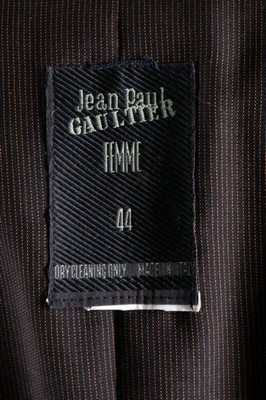 Jean Paul
GAULTIER
FEMME
44
DRY CLEANING ONLY MADE IN ITALY